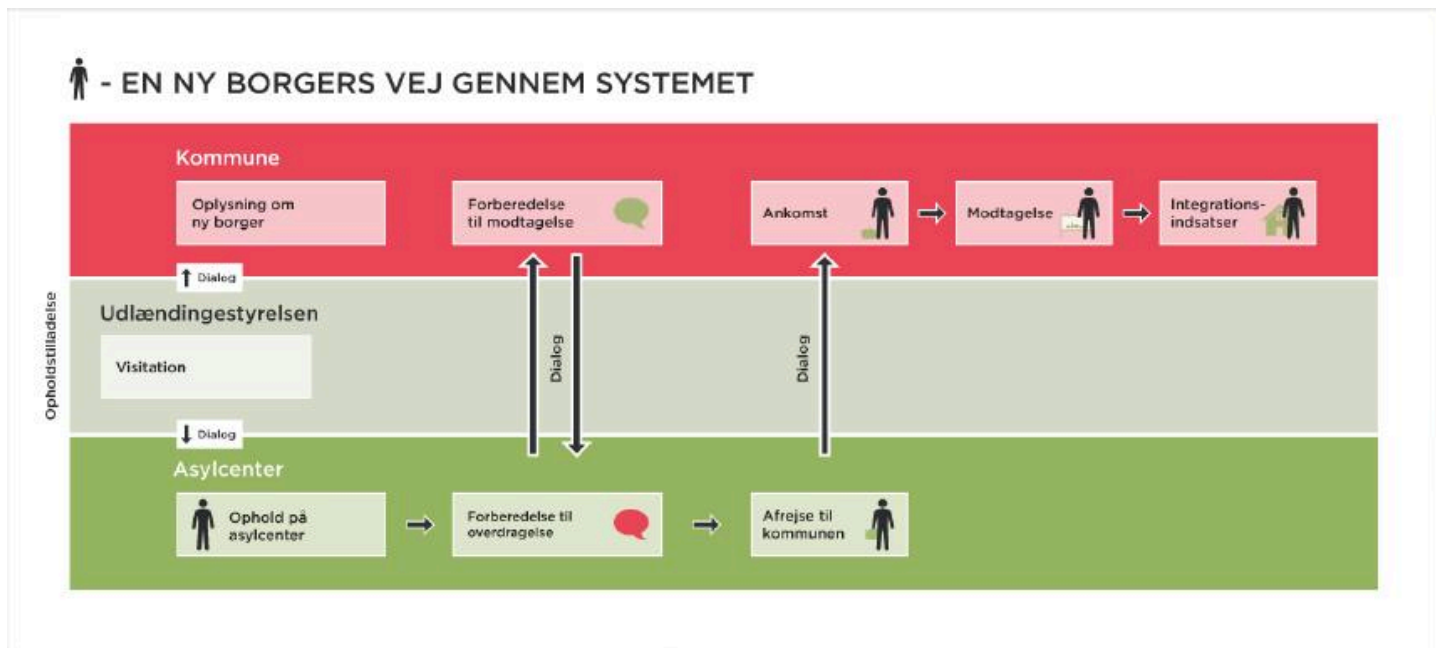 - EN NY BORGERS VEJ GENNEM SYSTEMET
Kommune
Oplysning om
ny borger
Forberedelse
til modtagelse
Ankomst
Modtagelse
Integrations-
indsatser
Dialog
Opholdstilladelse
Udlændingestyrelsen
Visitation
Dialog
Dialog
Dialog
Asylcenter
Ophold på
asylcenter
Forberedelse til
overdragelse
Afrejse til
kommunen